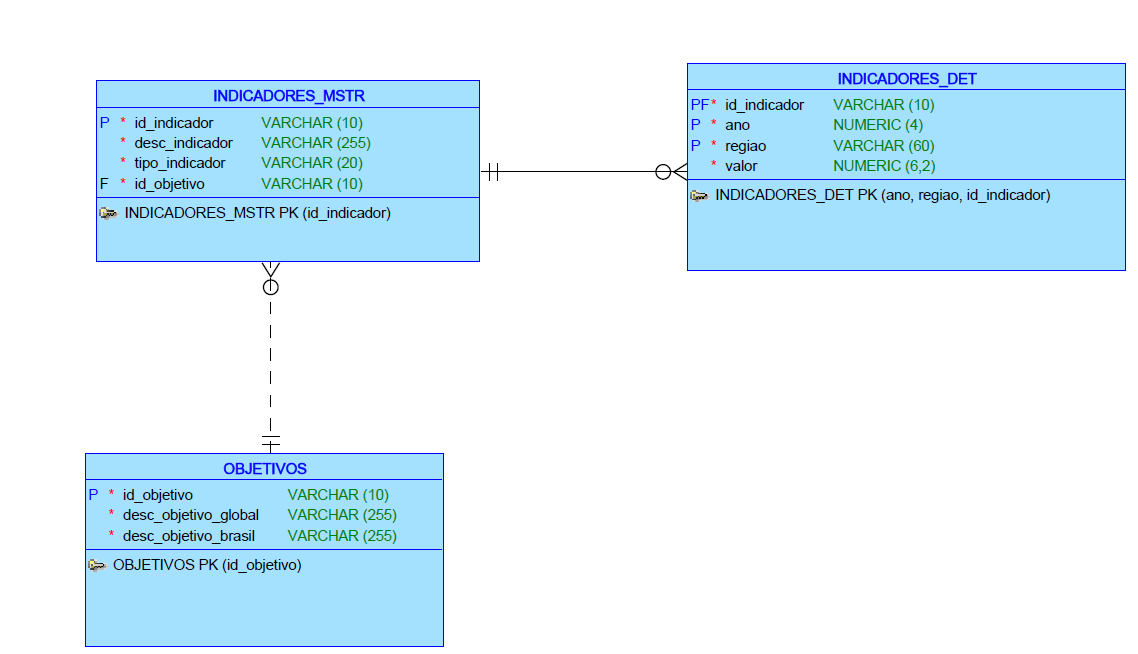 INDICADORES_MSTR
P * id_indicador VARCHAR (10)
* desc_indicador VARCHAR (255)
* tipo_indicador VARCHAR (20)
F * id_objetivo VARCHAR (10)
INDICADORES_MSTR PK (id_indicador)
INDICADORES_DET
PF * id_indicador VARCHAR (10)
P * ano NUMERIC (4)
P * regiao VARCHAR (60)
* valor NUMERIC (6,2)
INDICADORES_DET PK (ano, regiao, id_indicador)
OBJETIVOS
P * id_objetivo VARCHAR (10)
* desc_objetivo_global VARCHAR (255)
* desc_objetivo_brasil VARCHAR (255)
OBJETIVOS PK (id_objetivo)